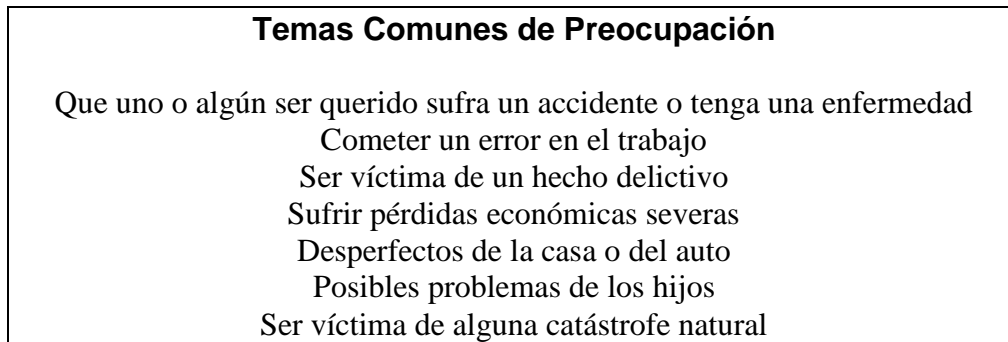 Temas Comunes de Preocupación
Que uno o algún ser querido sufra un accidente o tenga una enfermedad
Cometer un error en el trabajo
Ser víctima de un hecho delictivo
Sufrir pérdidas económicas severas
Desperfectos de la casa o del auto
Posibles problemas de los hijos
Ser víctima de alguna catástrofe natural